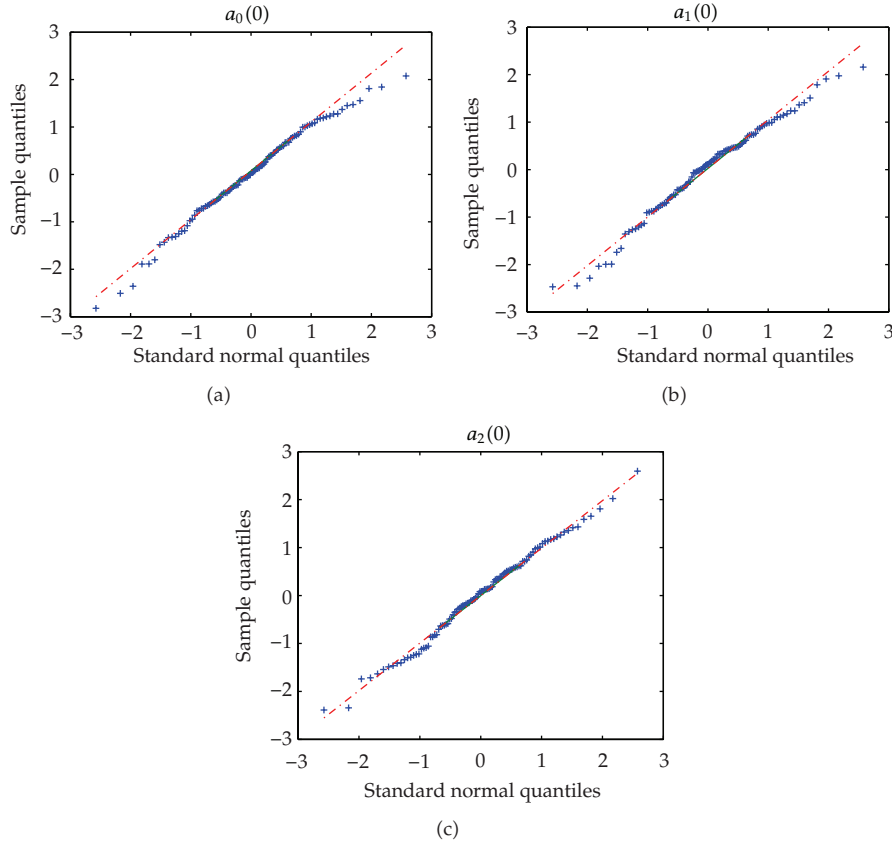 a₀(0)
3
2
1
0
−1
−2
−3
Sample quantiles
−3 −2 −1 0 1 2 3
Standard normal quantiles
(a)
a₁(0)
3
2
1
0
−1
−2
−3
Sample quantiles
−3 −2 −1 0 1 2 3
Standard normal quantiles
(b)
a₂(0)
3
2
1
0
−1
−2
−3
Sample quantiles
−3 −2 −1 0 1 2 3
Standard normal quantiles
(c)